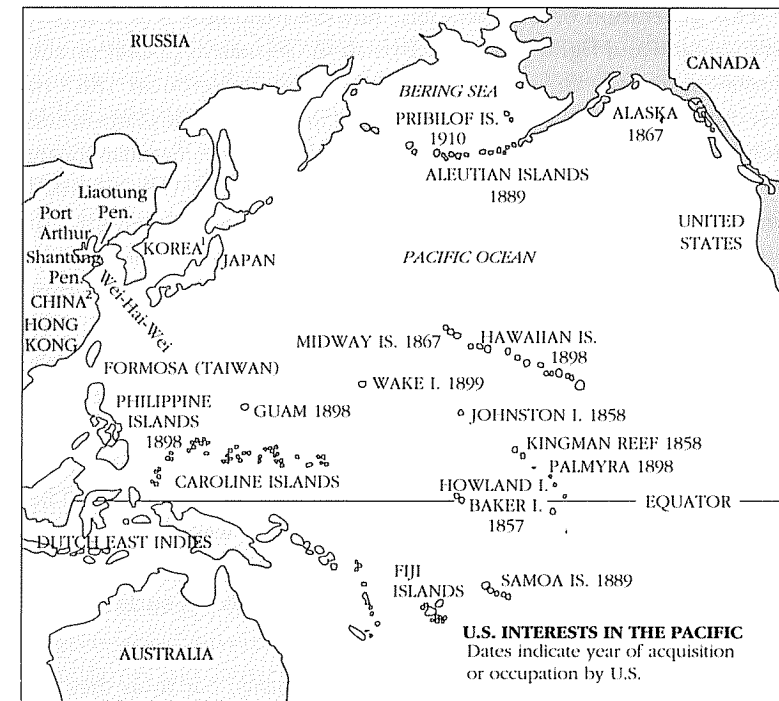 RUSSIA
CANADA
BERING SEA
PRIBILOF IS.
1910
ALASKA
1867
ALEUTIAN ISLANDS
1889
Liaotung
Pen.
Port
Arthur
Shantung
Pen.
KOREA¹
JAPAN
PACIFIC OCEAN
UNITED
STATES
CHINA²
Wei-Hai-Wei
HONG
KONG
MIDWAY IS. 1867
HAWAIIAN IS.
1898
FORMOSA (TAIWAN)
WAKE I. 1899
PHILIPPINE
ISLANDS
1898
GUAM 1898
JOHNSTON I. 1858
KINGMAN REEF 1858
PALMYRA 1898
CAROLINE ISLANDS
HOWLAND I.
BAKER I.
1857
EQUATOR
DUTCH EAST INDIES
FIJI
ISLANDS
SAMOA IS. 1889
AUSTRALIA
U.S. INTERESTS IN THE PACIFIC
Dates indicate year of acquisition
or occupation by U.S.